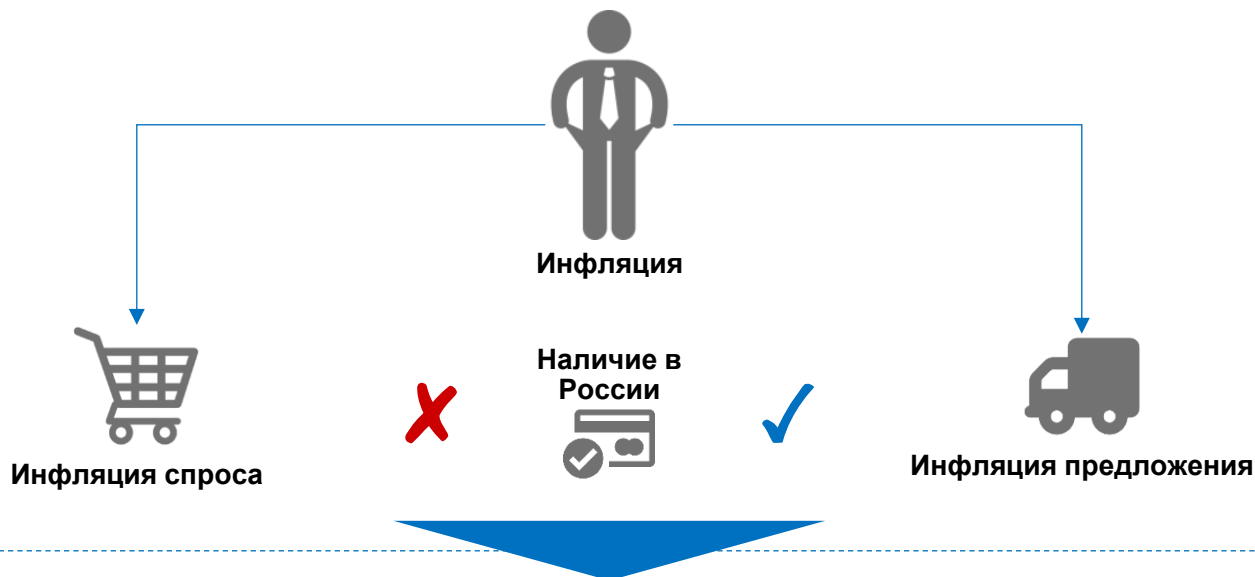 Инфляция
Наличие в
России
Инфляция спроса
Инфляция предложения